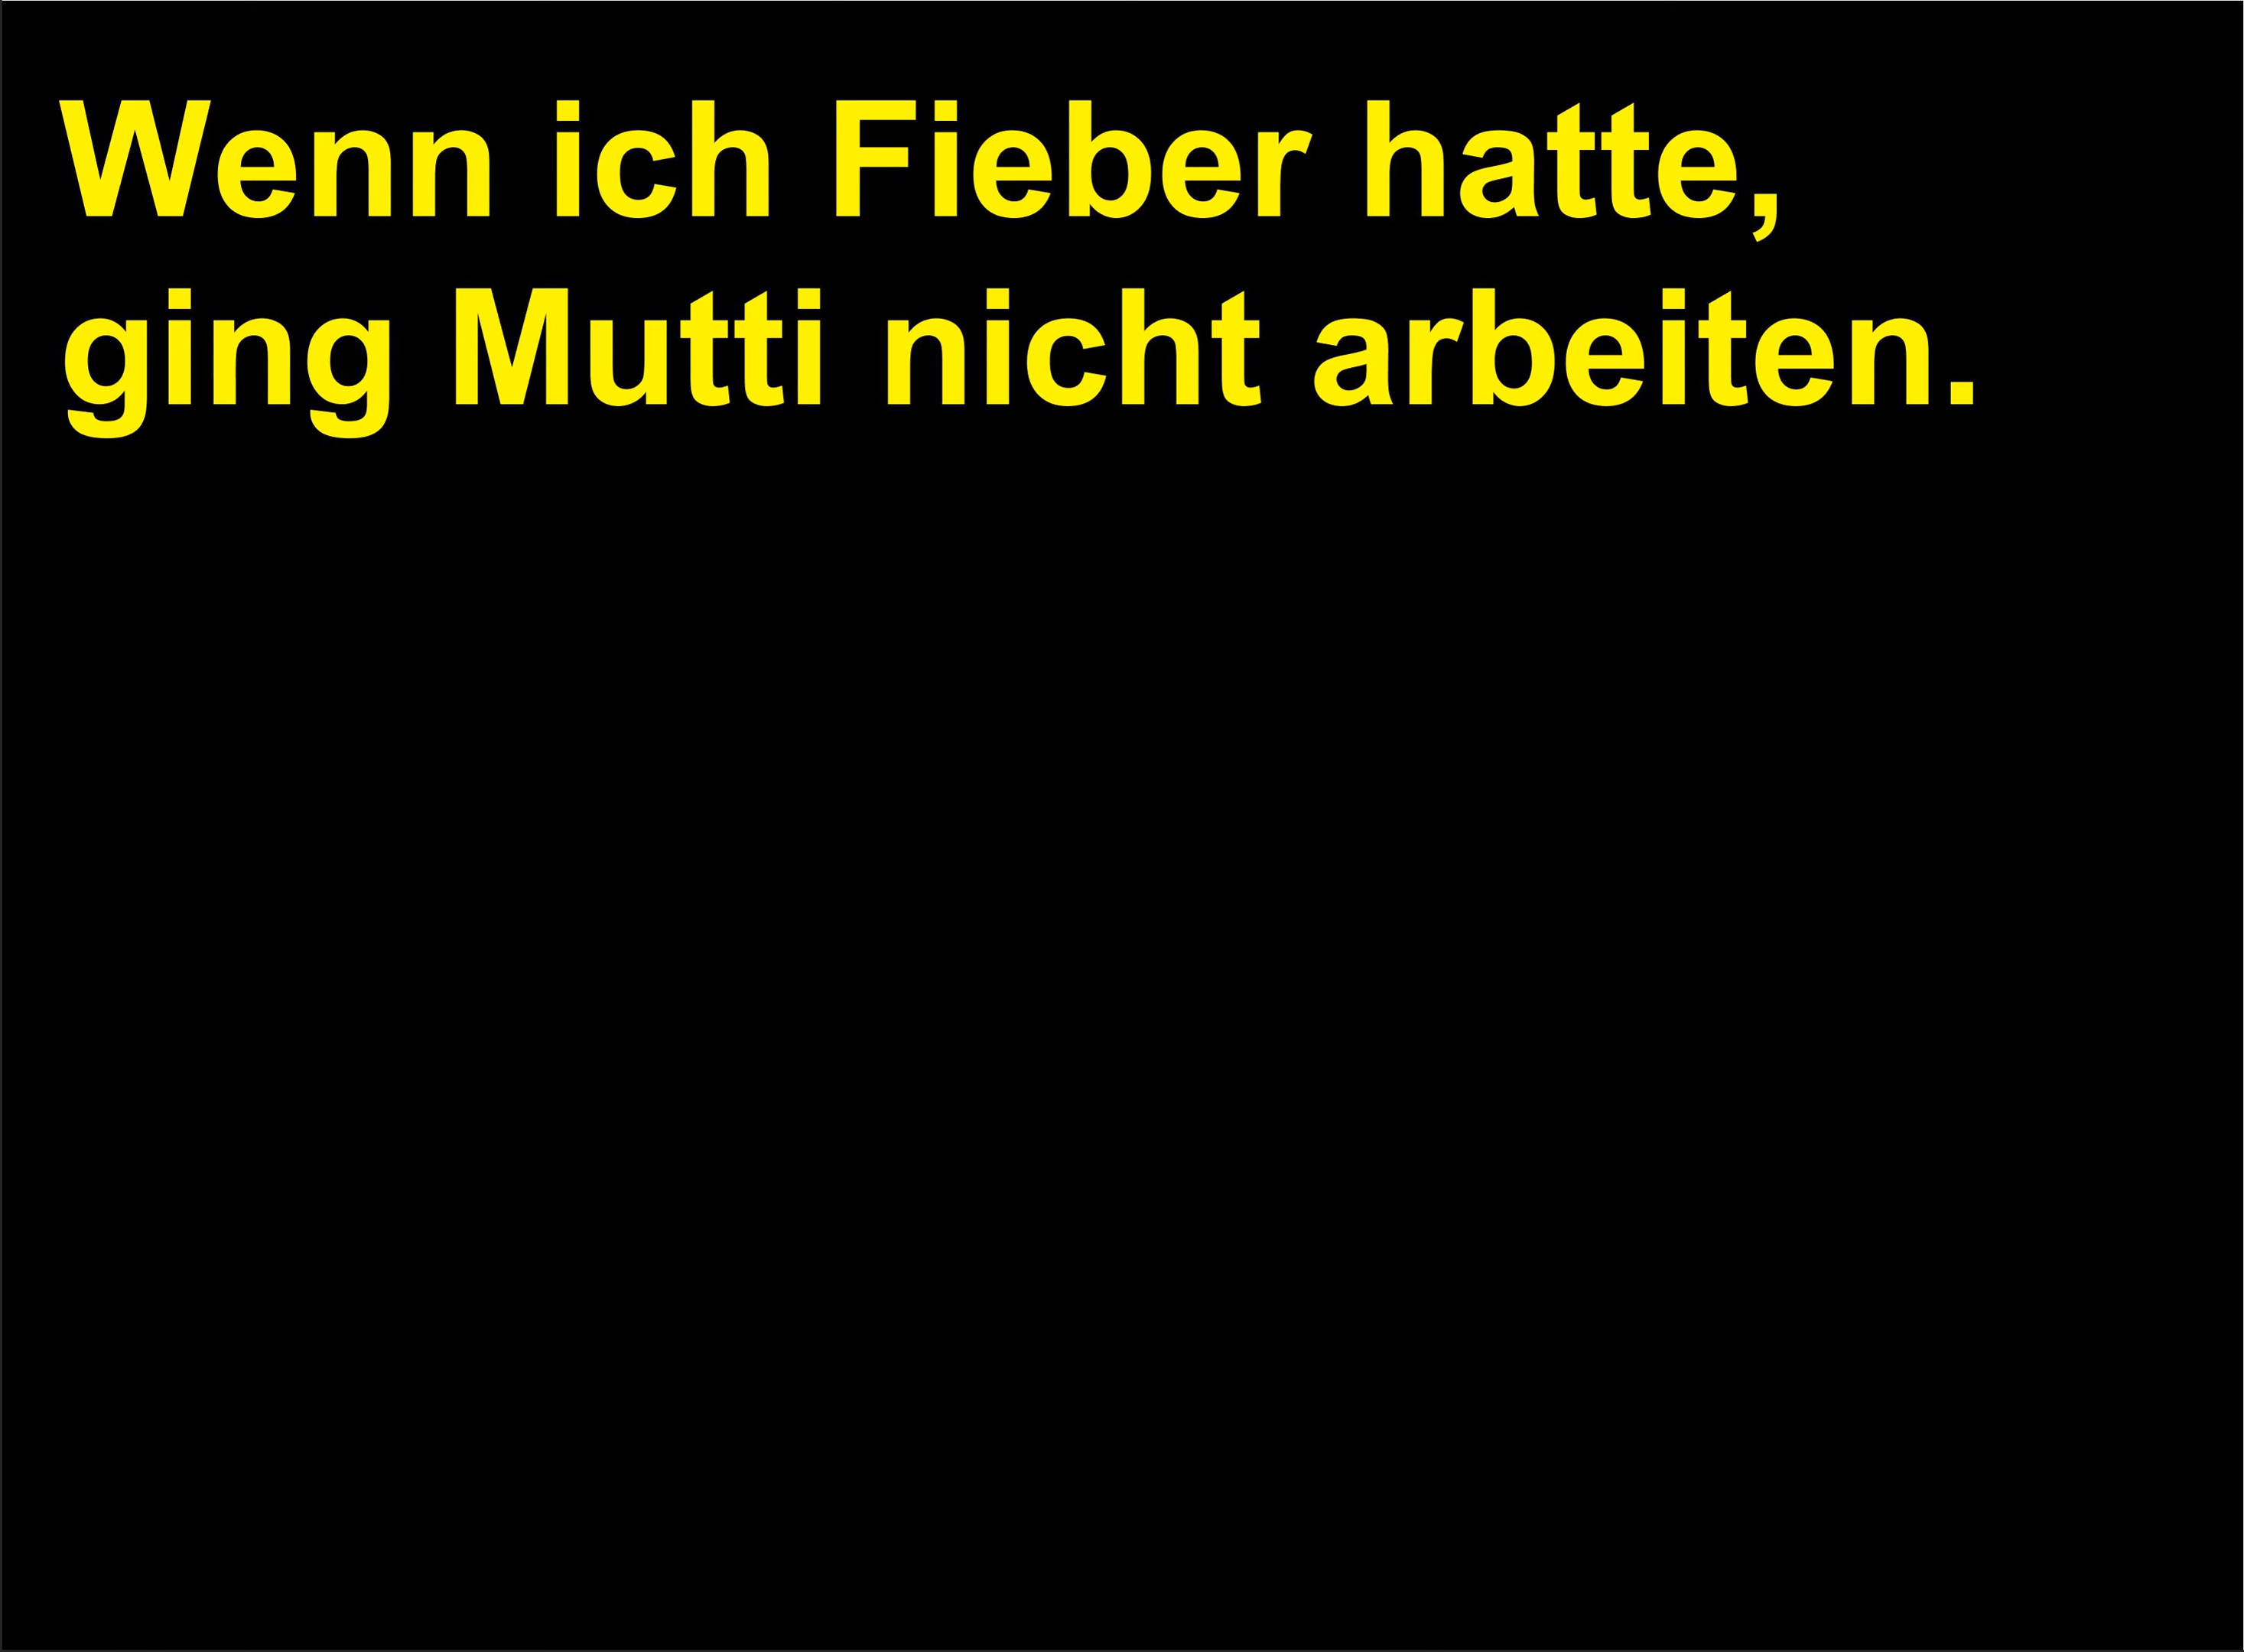 Wenn ich Fieber hatte,
ging Mutti nicht arbeiten.